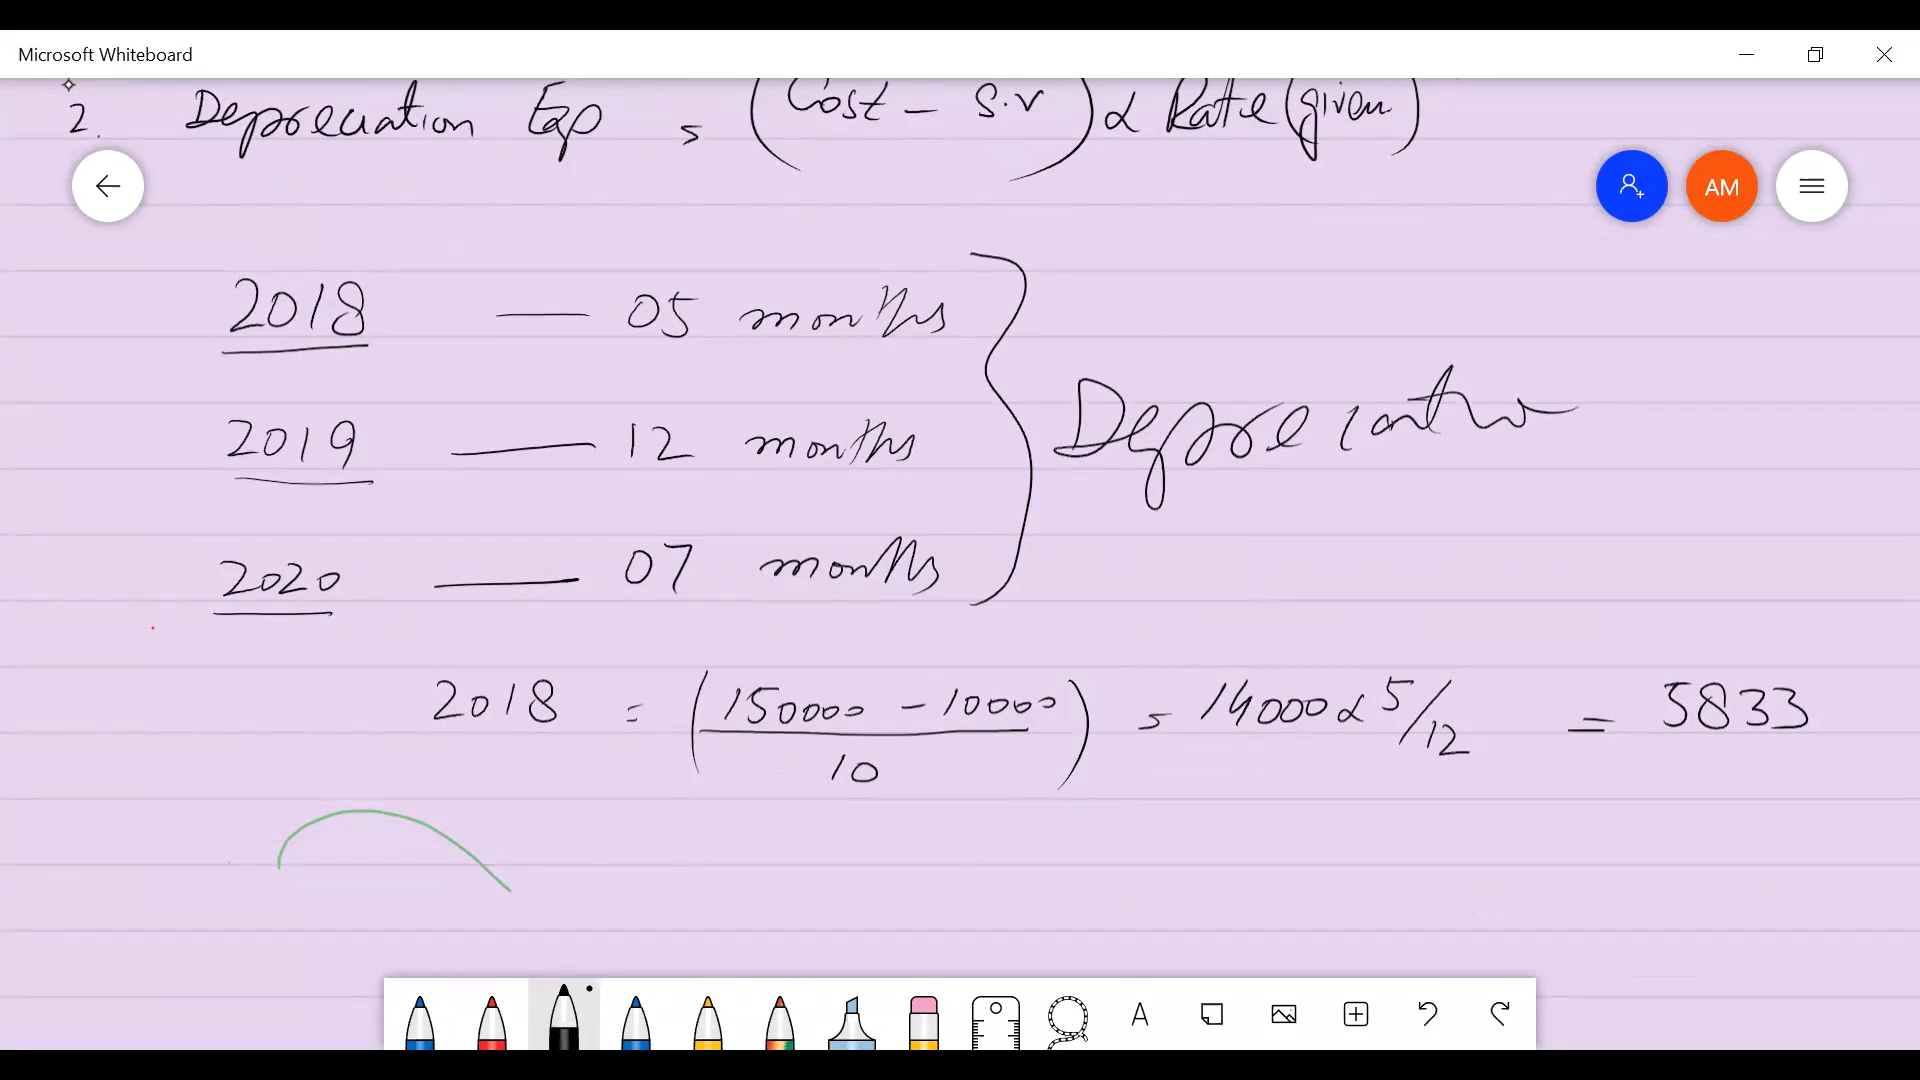 Microsoft Whiteboard
2. Depreciation Exp = (Cost - S.V) x Rate (given)
AM
2018 — 05 months
2019 — 12 months
2020 — 07 months
Depreciation
2018 = (150000 - 10000 / 10) = 14000 x 5/12 = 5833
A